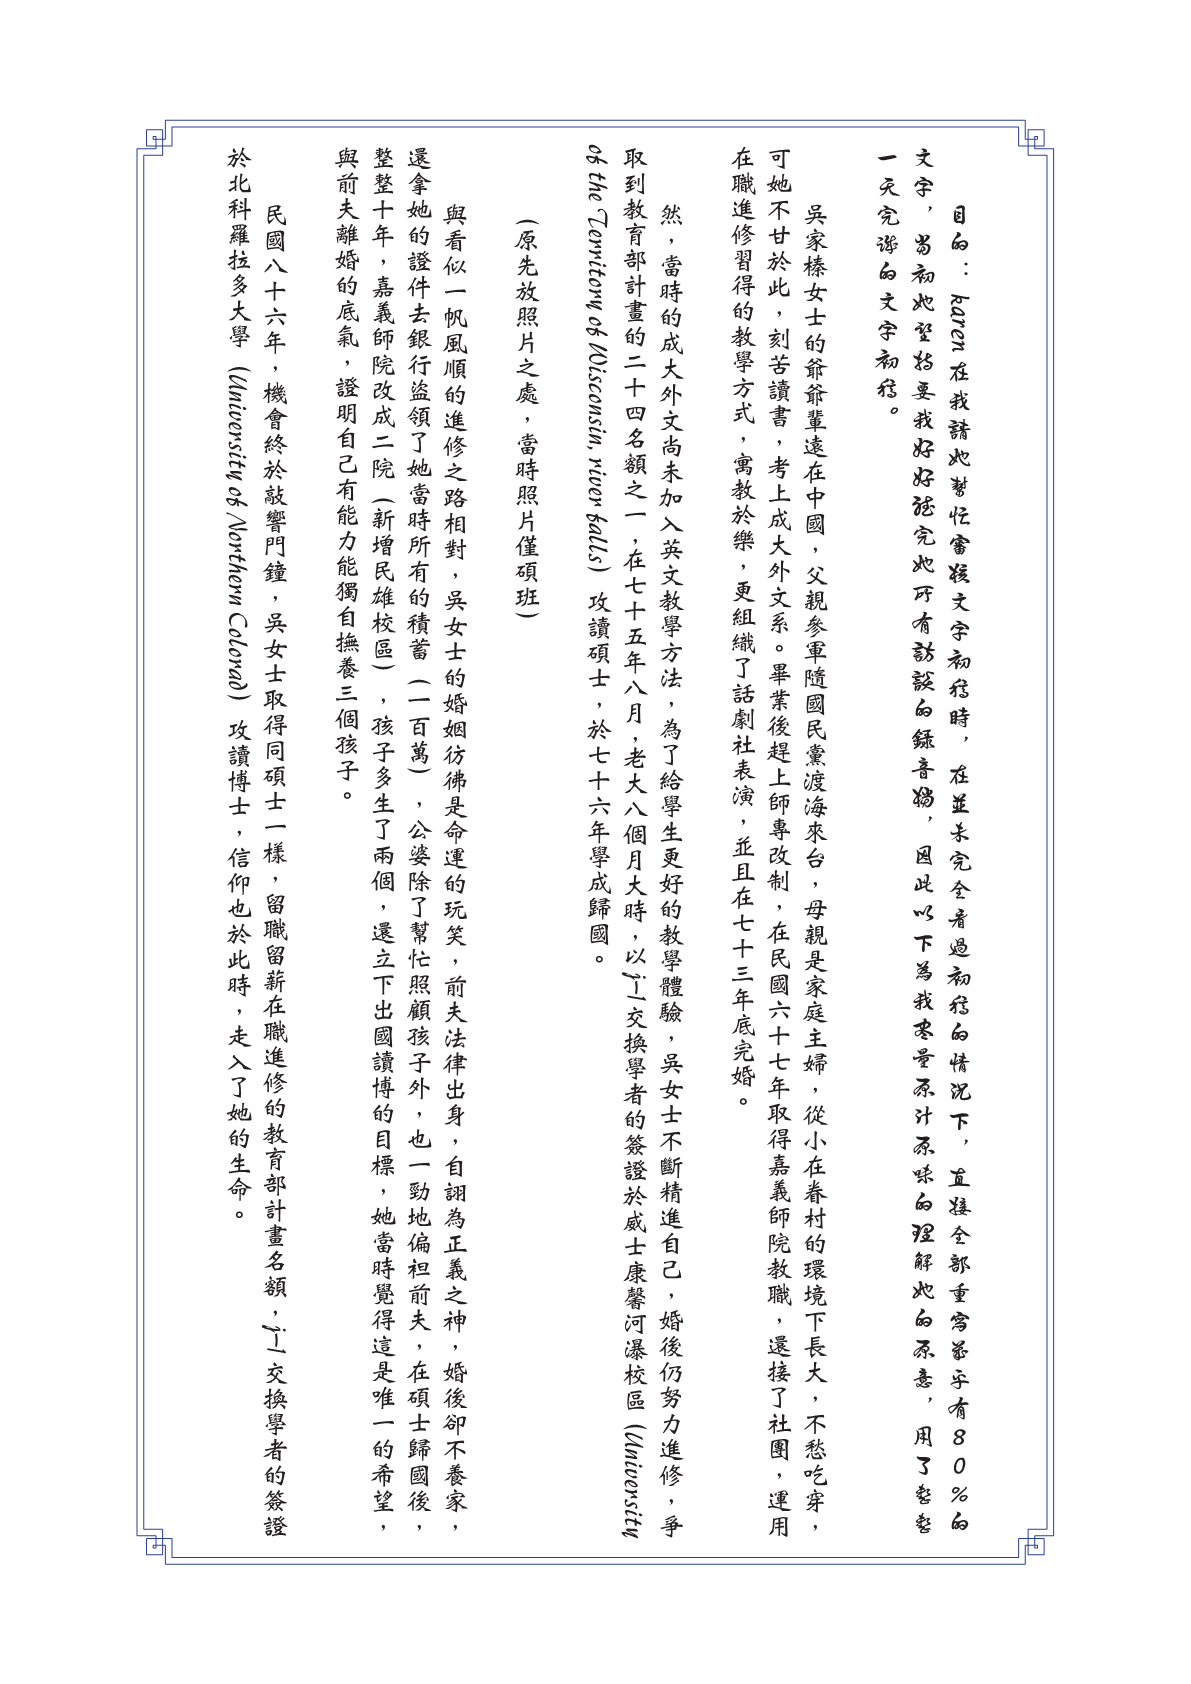 目的：karen在我請她幫忙審核文字初稿時，在並未完全看過初稿的情況下，直接全部重寫幾乎有80%的
文字，當初她堅持要我好好聽完她所有訪談的錄音檔，因此以下為我盡量原汁原味的理解她的原意，用了整整
一天完謄的文字初稿。
吳家榛女士的爺爺輩遠在中國，父親參軍隨國民黨渡海來台，母親是家庭主婦，從小在眷村的環境下長大，不愁吃穿，
可她不甘於此，刻苦讀書，考上成大外文系。畢業後趕上師專改制，在民國六十七年取得嘉義師院教職，還接了社團，運用
在職進修習得的教學方式，寓教於樂，更組織了話劇社表演，並且在七十三年底完婚。
然，當時的成大外文尚未加入英文教學方法，為了給學生更好的教學體驗，吳女士不斷精進自己，婚後仍努力進修，爭
取到教育部計畫的二十四名額之一，在七十五年八月，老大八個月大時，以j-1交換學者的簽證於威士康馨河瀑校區（University
of the Territory of Wisconsin, river falls）攻讀碩士，於七十六年學成歸國。
（原先放照片之處，當時照片僅碩班）
與看似一帆風順的進修之路相對，吳女士的婚姻彷彿是命運的玩笑，前夫法律出身，自詡為正義之神，婚後卻不養家，
還拿她的證件去銀行盜領了她當時所有的積蓄（一百萬），公婆除了幫忙照顧孩子外，也一勁地偏袒前夫，在碩士歸國後，
整整十年，嘉義師院改成二院（新增民雄校區），孩子多生了兩個，還立下出國讀博的目標，她當時覺得這是唯一的希望，
與前夫離婚的底氣，證明自己有能力能獨自撫養三個孩子。
民國八十六年，機會終於敲響門鐘，吳女士取得同碩士一樣，留職留薪在職進修的教育部計畫名額，j-1交換學者的簽證
於北科羅拉多大學（University of Northern Colorad）攻讀博士，信仰也於此時，走入了她的生命。